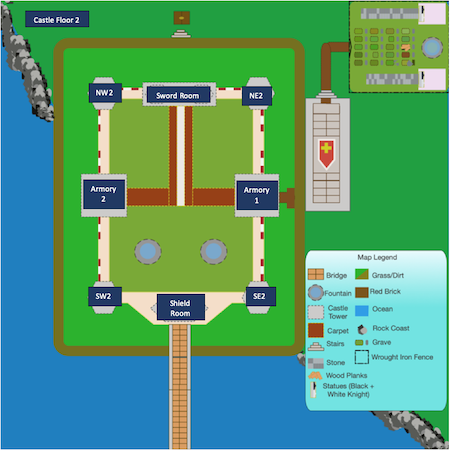 Castle Floor 2
NW2
Sword Room
NE2
Armory
2
Armory
1
SW2
Shield
Room
SE2
Map Legend
Bridge
Grass/Dirt
Fountain
Red Brick
Castle
Tower
Ocean
Carpet
Rock Coast
Stairs
Grave
Stone
Wrought Iron Fence
Wood Planks
Statues (Black +
White Knight)